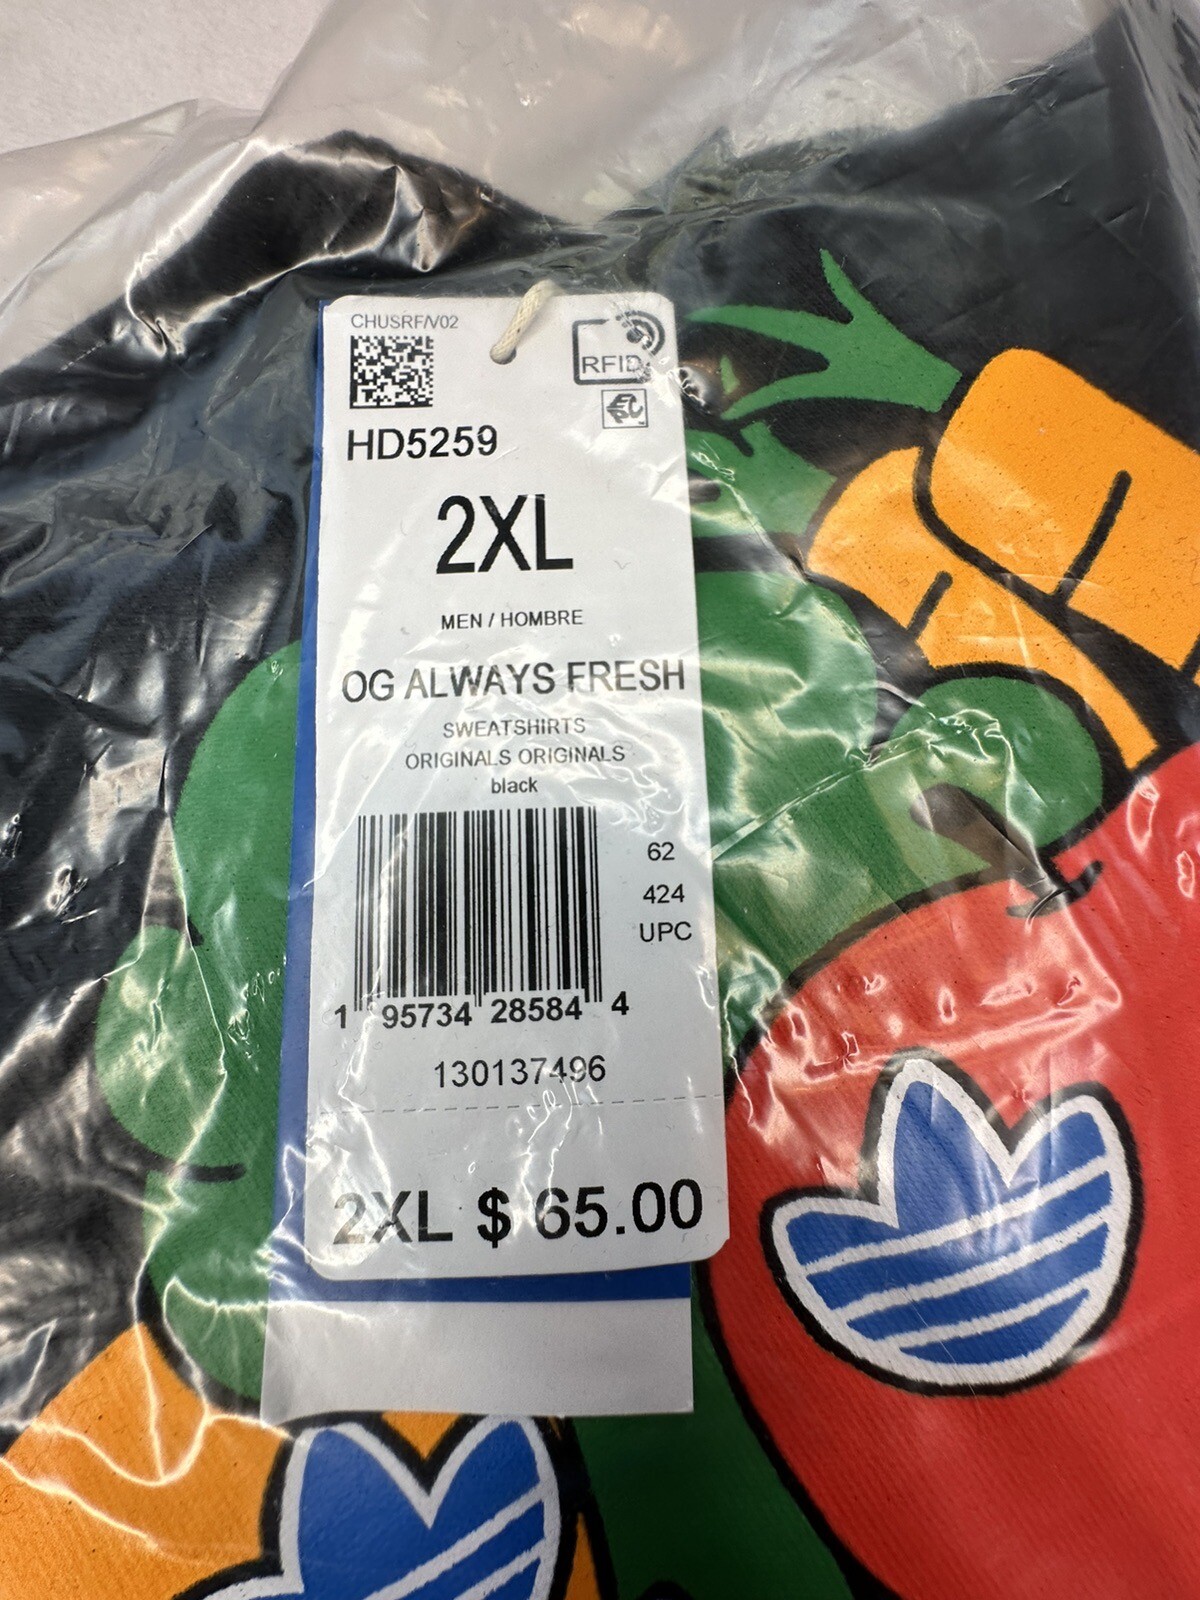 CHUSRF/V02
RFID
EPC
HD5259
2XL
MEN / HOMBRE
OG ALWAYS FRESH
SWEATSHIRTS
ORIGINALS ORIGINALS
black
62
424
UPC
1 95734 28584 4
130137496
2XL $ 65.00